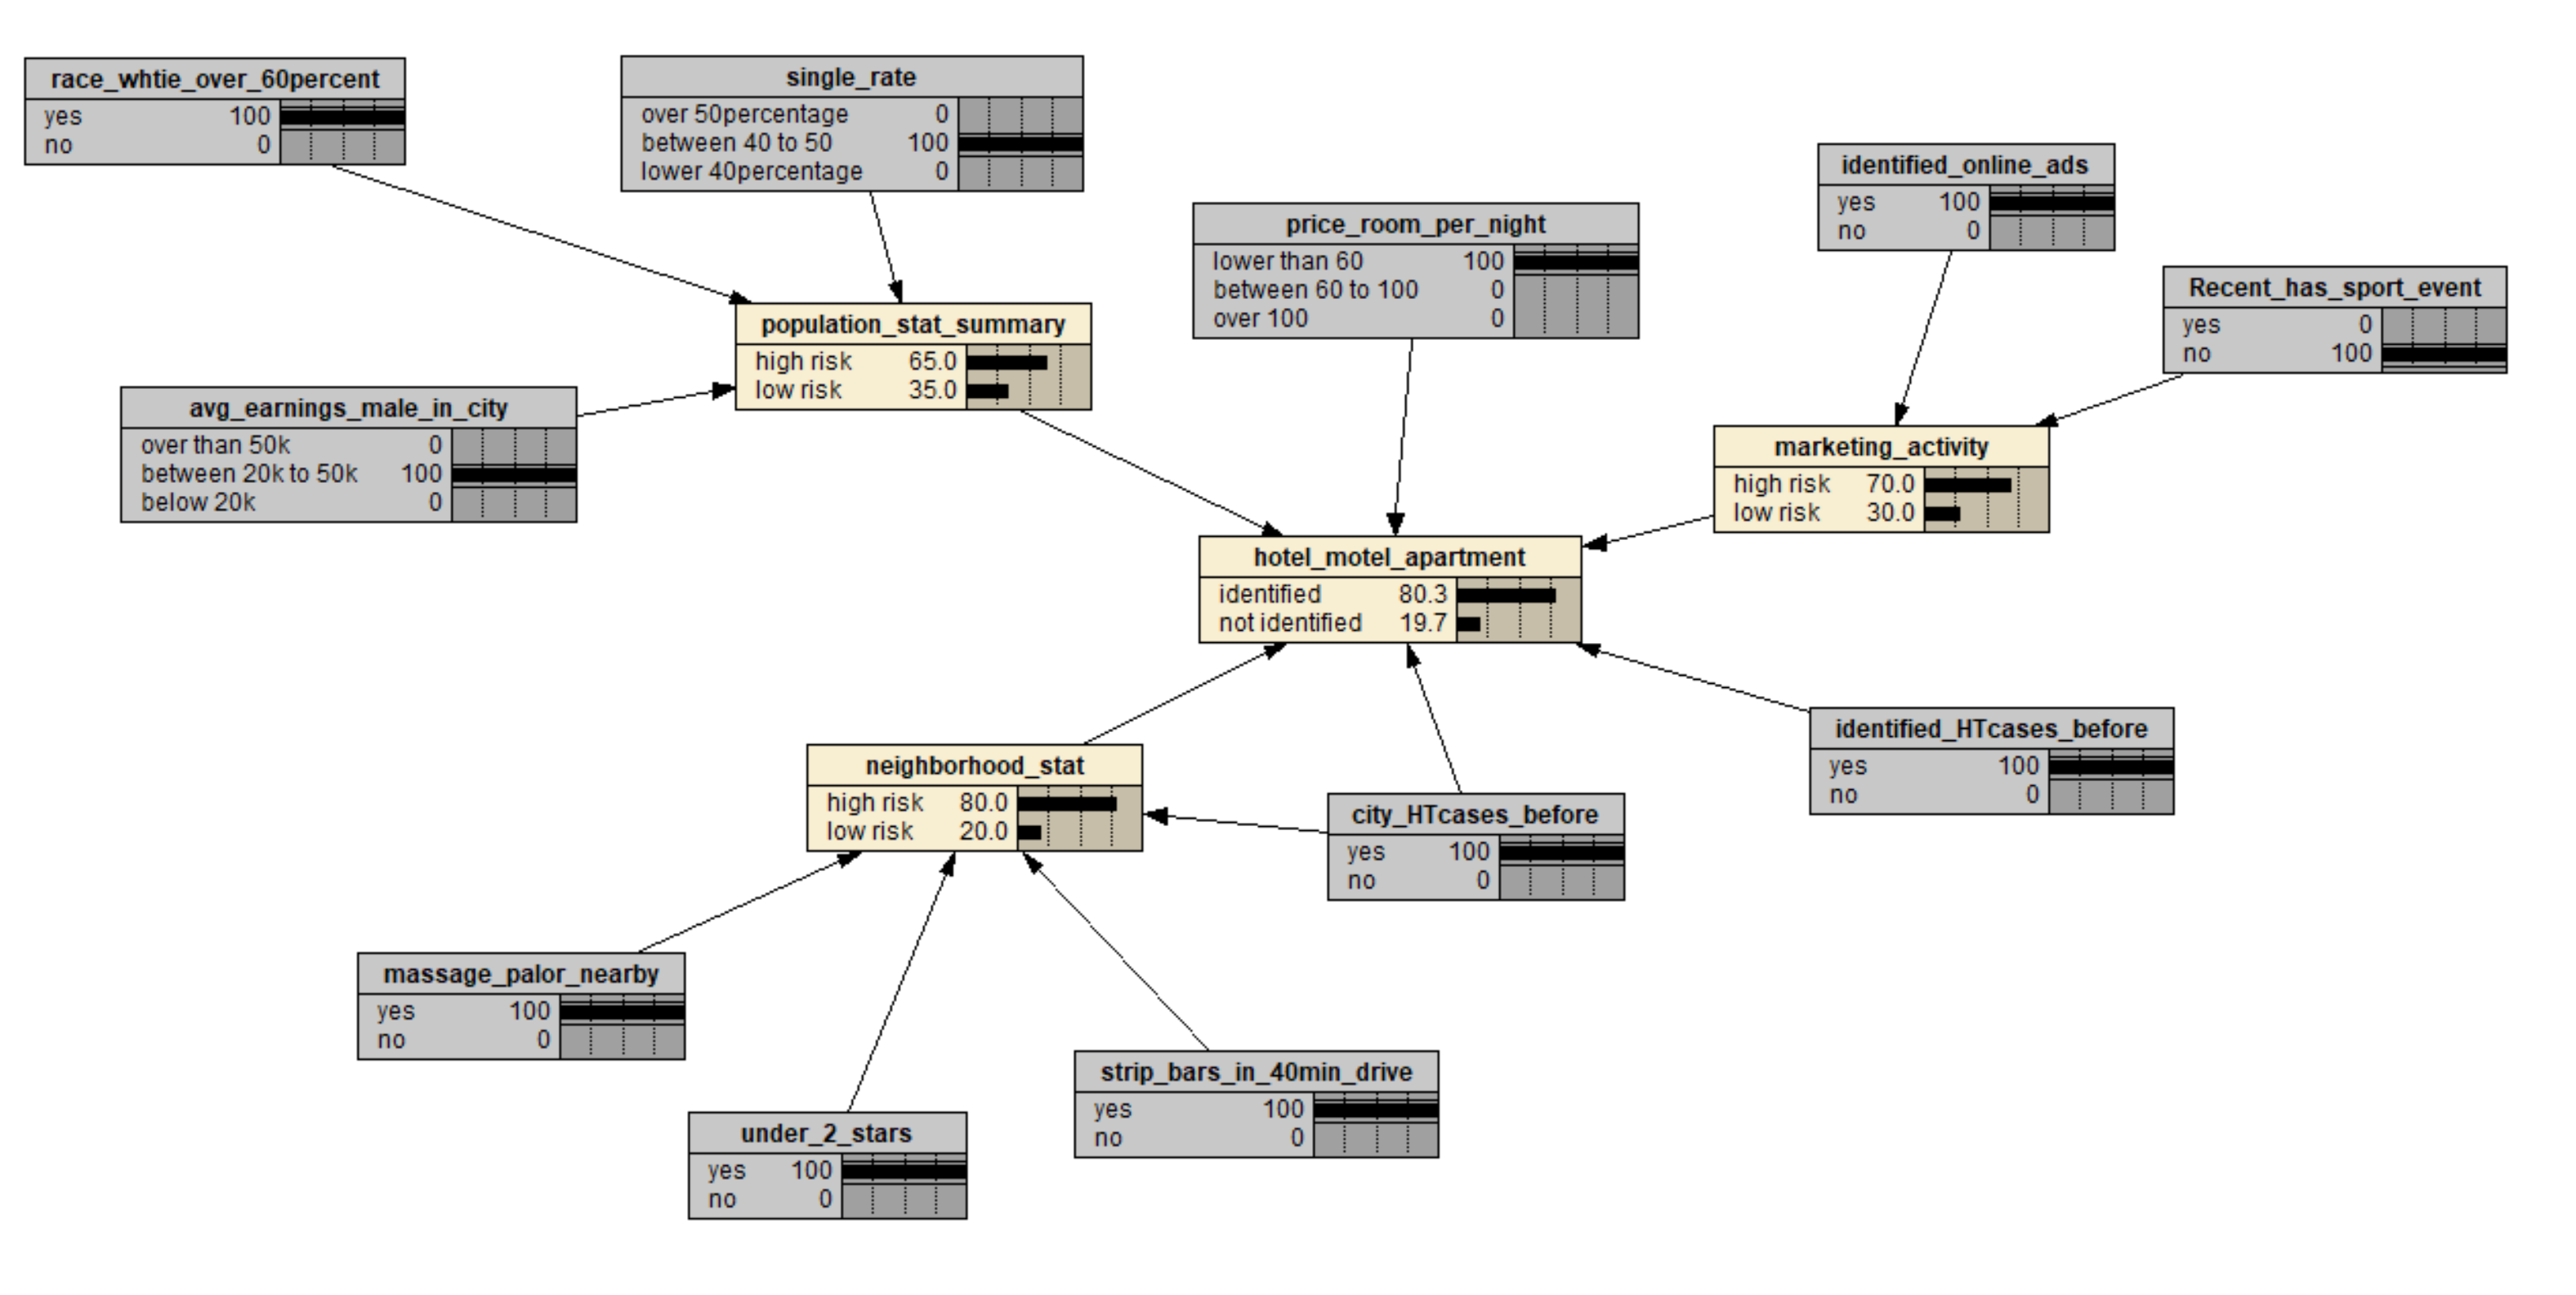 race_whtie_over_60percent
yes 100
no 0
single_rate
over 50percentage 0
between 40 to 50 100
lower 40percentage 0
identified_online_ads
yes 100
no 0
price_room_per_night
lower than 60 100
between 60 to 100 0
over 100 0
Recent_has_sport_event
yes 0
no 100
population_stat_summary
high risk 65.0
low risk 35.0
avg_earnings_male_in_city
over than 50k 0
between 20k to 50k 100
below 20k 0
marketing_activity
high risk 70.0
low risk 30.0
hotel_motel_apartment
identified 80.3
not identified 19.7
identified_HTcases_before
yes 100
no 0
neighborhood_stat
high risk 80.0
low risk 20.0
city_HTcases_before
yes 100
no 0
massage_palor_nearby
yes 100
no 0
strip_bars_in_40min_drive
yes 100
no 0
under_2_stars
yes 100
no 0